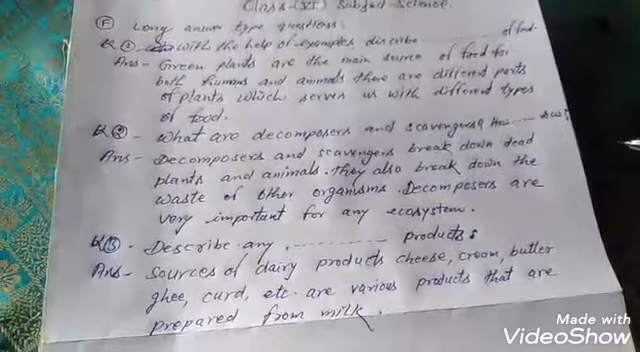 Class-(VI) Subject-Science.
(F) Long answer type questions:
Q (1) with the help of examples discribe ............ of food.
Ans- Green plants are the main source of food for
both humans and animals there are different parts
of plants which serves us with different types
of food.
Q (2) - What are decomposers and scavengers?
Ans- Decomposers and scavengers break down dead
plants and animals. they also break down the
waste of other organisms. Decomposers are
very important for any ecosystem.
Q (3) - Describe any ............ products
Ans- Sources of dairy products cheese, cream, butter
ghee, curd, etc. are various products that are
prepared from milk.
Made with
VideoShow